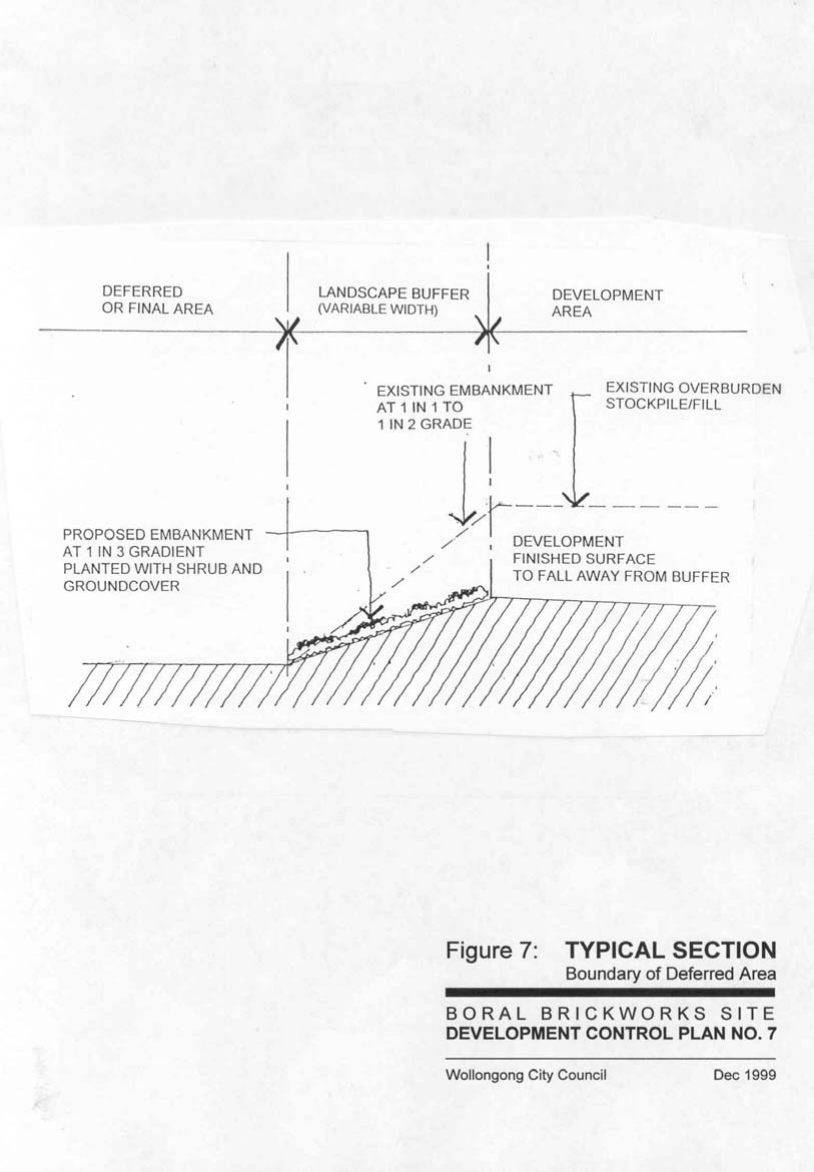 DEFERRED
OR FINAL AREA
LANDSCAPE BUFFER
(VARIABLE WIDTH)
DEVELOPMENT
AREA
EXISTING EMBANKMENT
AT 1 IN 1 TO
1 IN 2 GRADE
EXISTING OVERBURDEN
STOCKPILE/FILL
PROPOSED EMBANKMENT
AT 1 IN 3 GRADIENT
PLANTED WITH SHRUB AND
GROUNDCOVER
DEVELOPMENT
FINISHED SURFACE
TO FALL AWAY FROM BUFFER
Figure 7: TYPICAL SECTION
Boundary of Deferred Area
BORAL BRICKWORKS SITE
DEVELOPMENT CONTROL PLAN NO. 7
Wollongong City Council Dec 1999